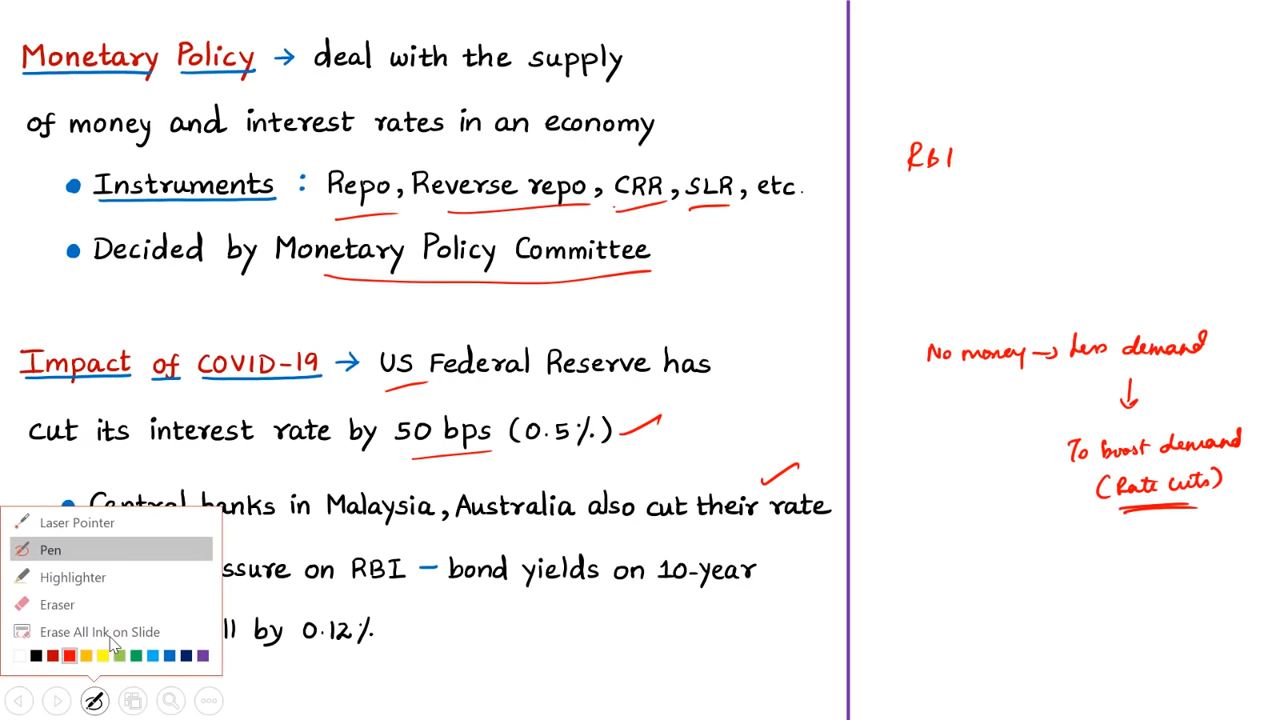 Monetary Policy → deal with the supply
of money and interest rates in an economy
• Instruments : Repo, Reverse repo, CRR, SLR, etc.
• Decided by Monetary Policy Committee
Impact of COVID-19 → US Federal Reserve has
cut its interest rate by 50 bps (0.5%)
• Central banks in Malaysia, Australia also cut their rate
ssure on RBI – bond yields on 10-year
ll by 0.12%
RBI
No money → Less demand
↓
To boost demand
(Rate cuts)
Laser Pointer
Pen
Highlighter
Eraser
Erase All Ink on Slide